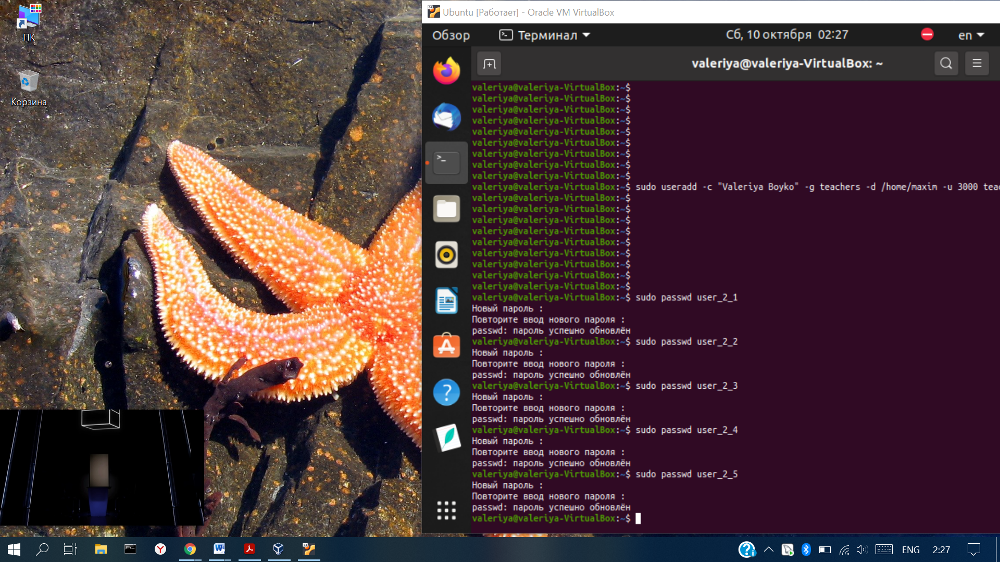 ПК
Корзина
Ubuntu [Работает] - Oracle VM VirtualBox
Обзор
Терминал
Сб, 10 октября 02:27
en
valeriya@valeriya-VirtualBox: ~
valeriya@valeriya-VirtualBox:~$
valeriya@valeriya-VirtualBox:~$
valeriya@valeriya-VirtualBox:~$
valeriya@valeriya-VirtualBox:~$
valeriya@valeriya-VirtualBox:~$
valeriya@valeriya-VirtualBox:~$
valeriya@valeriya-VirtualBox:~$
valeriya@valeriya-VirtualBox:~$
valeriya@valeriya-VirtualBox:~$
valeriya@valeriya-VirtualBox:~$ sudo useradd -c "Valeriya Boyko" -g teachers -d /home/maxim -u 3000
valeriya@valeriya-VirtualBox:~$
valeriya@valeriya-VirtualBox:~$
valeriya@valeriya-VirtualBox:~$
valeriya@valeriya-VirtualBox:~$
valeriya@valeriya-VirtualBox:~$
valeriya@valeriya-VirtualBox:~$
valeriya@valeriya-VirtualBox:~$
valeriya@valeriya-VirtualBox:~$
valeriya@valeriya-VirtualBox:~$
valeriya@valeriya-VirtualBox:~$ sudo passwd user_2_1
Новый пароль :
Повторите ввод нового пароля :
passwd: пароль успешно обновлён
valeriya@valeriya-VirtualBox:~$ sudo passwd user_2_2
Новый пароль :
Повторите ввод нового пароля :
passwd: пароль успешно обновлён
valeriya@valeriya-VirtualBox:~$ sudo passwd user_2_3
Новый пароль :
Повторите ввод нового пароля :
passwd: пароль успешно обновлён
valeriya@valeriya-VirtualBox:~$ sudo passwd user_2_4
Новый пароль :
Повторите ввод нового пароля :
passwd: пароль успешно обновлён
valeriya@valeriya-VirtualBox:~$ sudo passwd user_2_5
Новый пароль :
Повторите ввод нового пароля :
passwd: пароль успешно обновлён
valeriya@valeriya-VirtualBox:~$
ENG
2:27